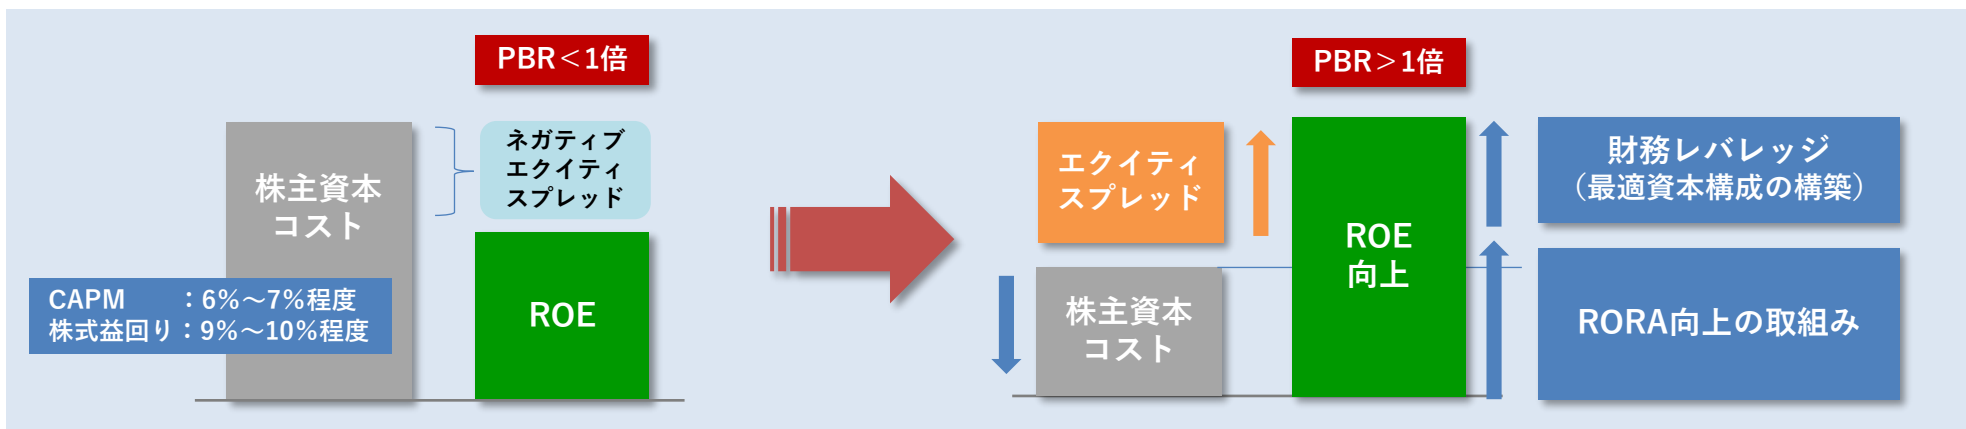 PBR＜1倍
株主資本
コスト
ネガティブ
エクイティ
スプレッド
CAPM　　：6%～7%程度
株式益回り：9%～10%程度
ROE
PBR＞1倍
エクイティ
スプレッド
株主資本
コスト
ROE
向上
財務レバレッジ
（最適資本構成の構築）
RORA向上の取組み